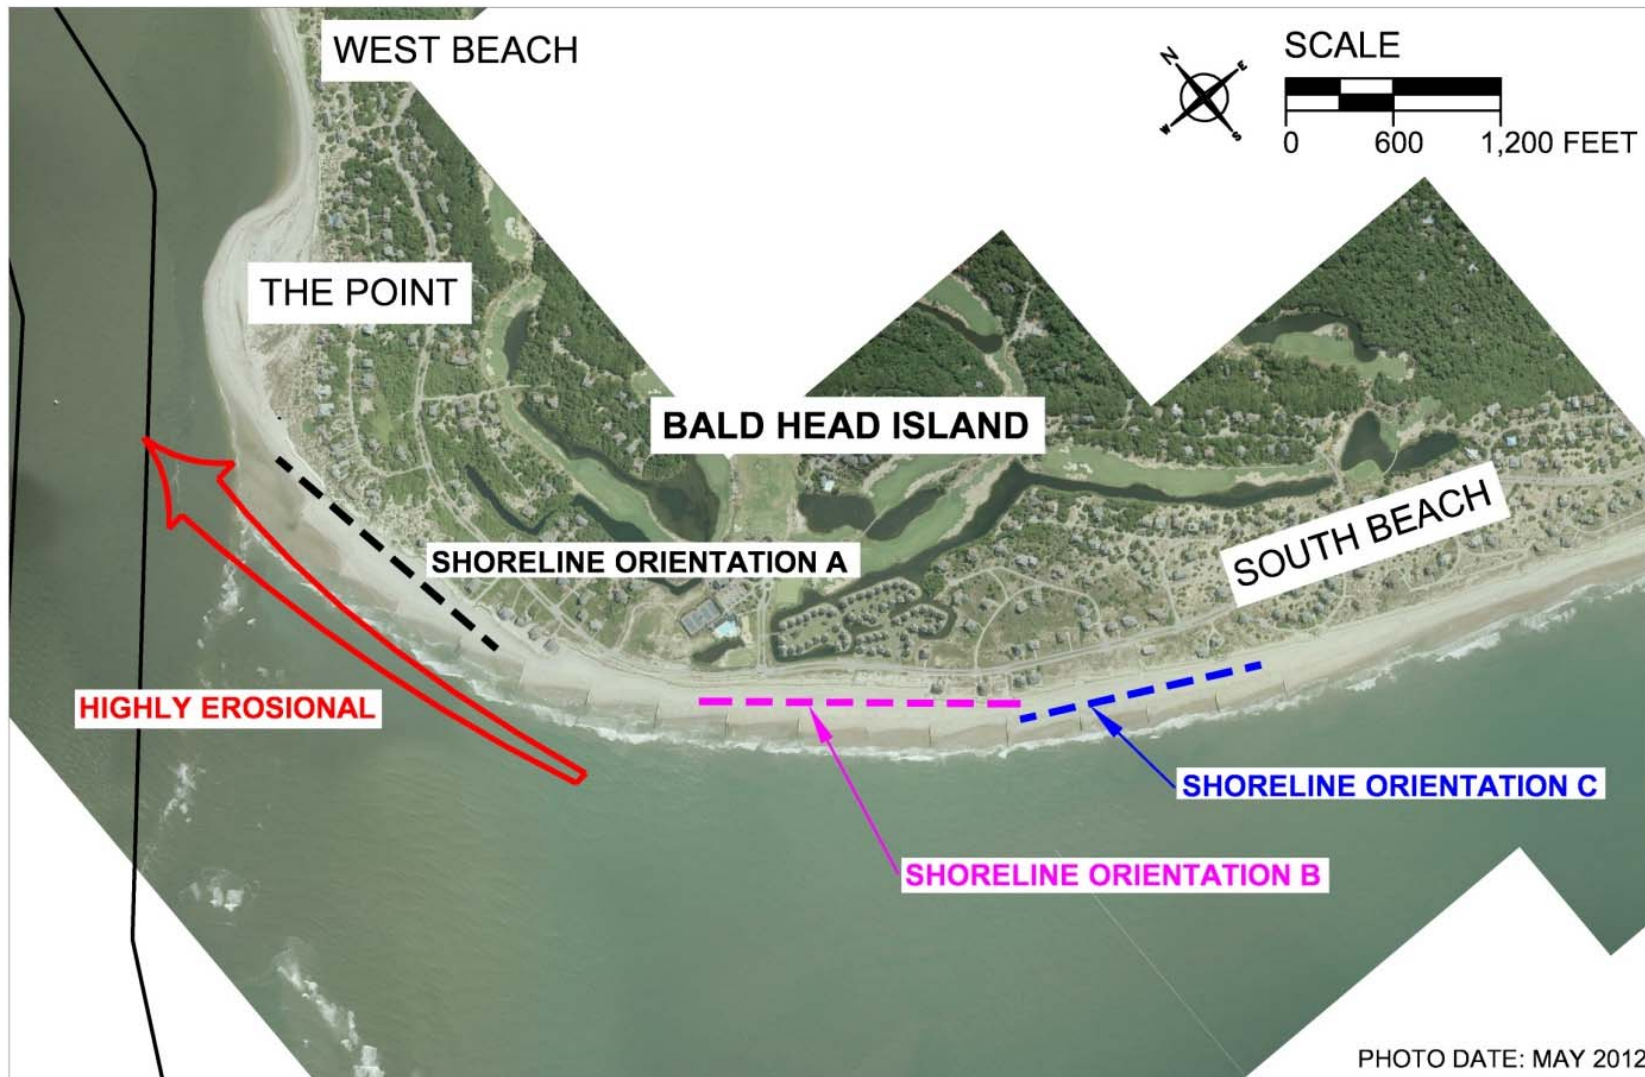 WEST BEACH
N
E
W
S
SCALE
0 600 1,200 FEET
THE POINT
BALD HEAD ISLAND
SOUTH BEACH
SHORELINE ORIENTATION A
HIGHLY EROSIONAL
SHORELINE ORIENTATION C
SHORELINE ORIENTATION B
PHOTO DATE: MAY 2012